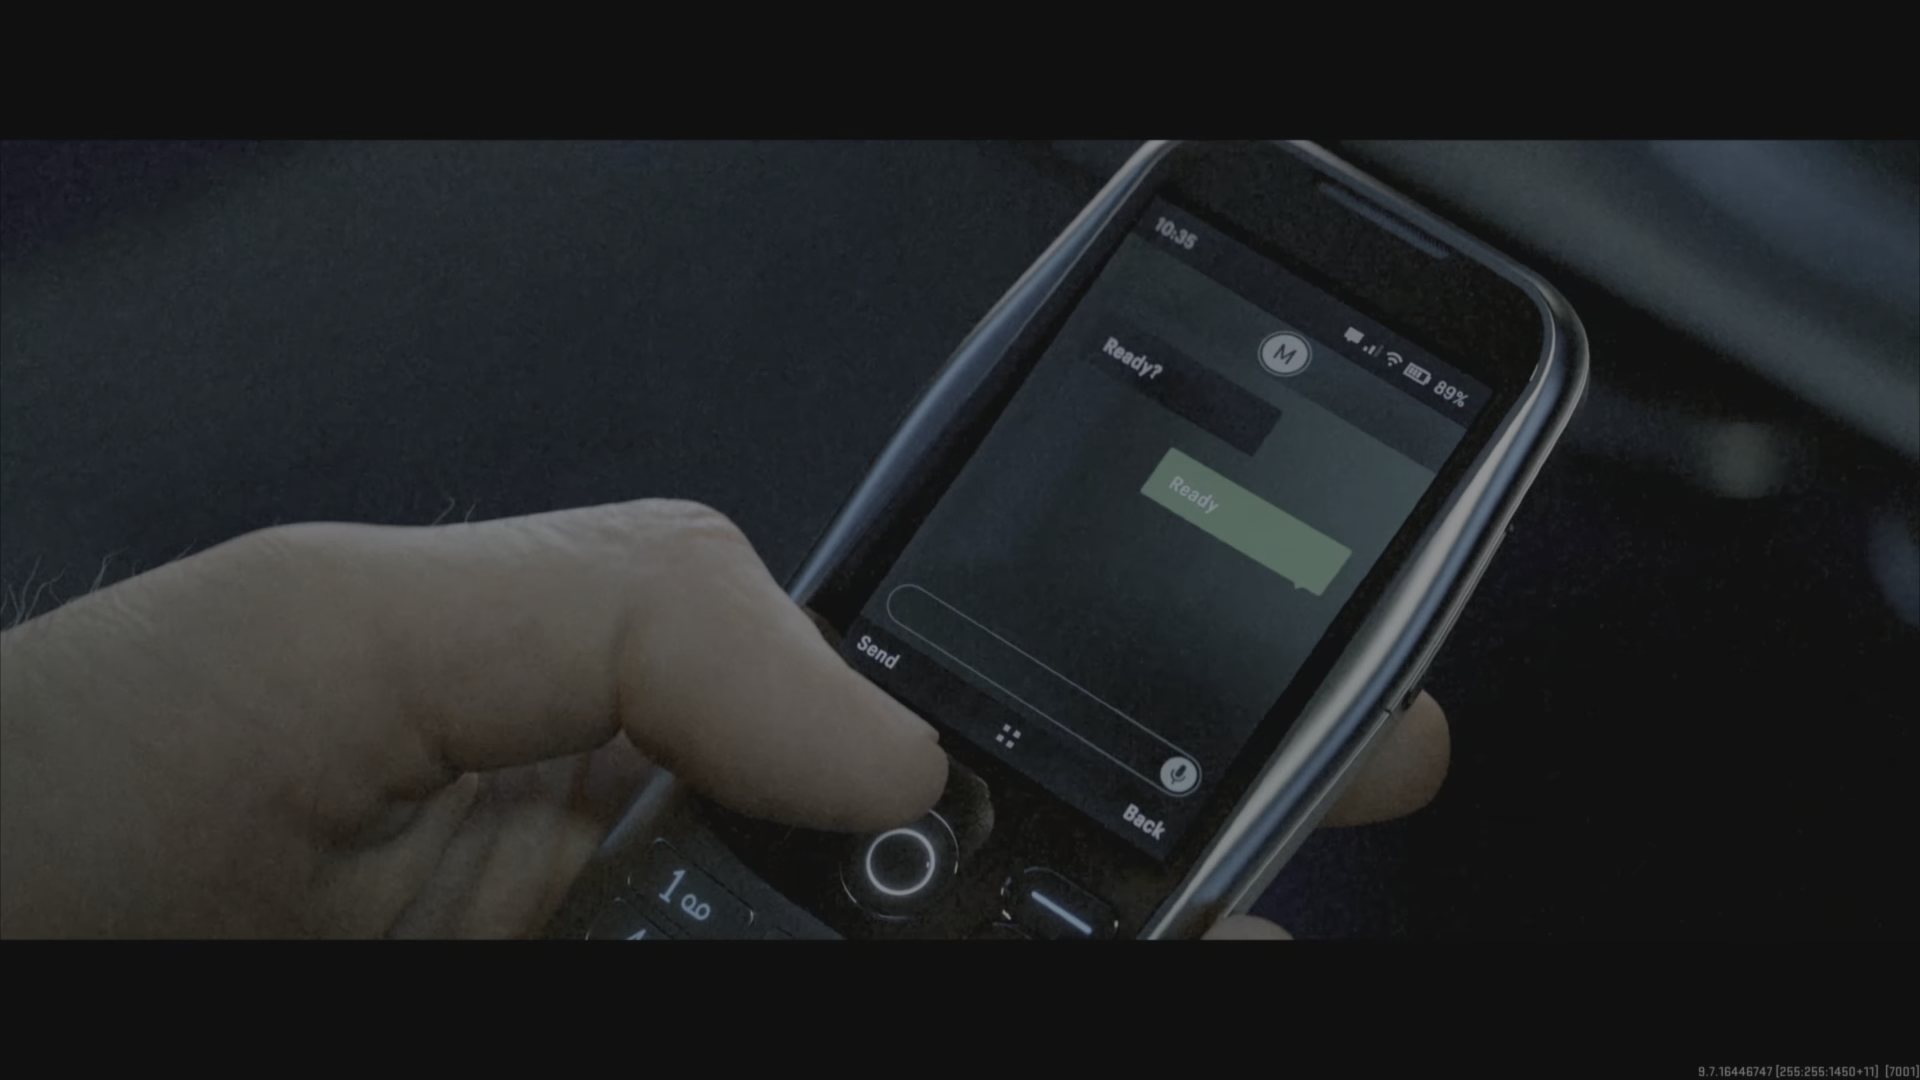 10:35
89%
M
Ready?
Ready
Send
Back
1
9.7.16446747 [255:255:1450+11] [7001]